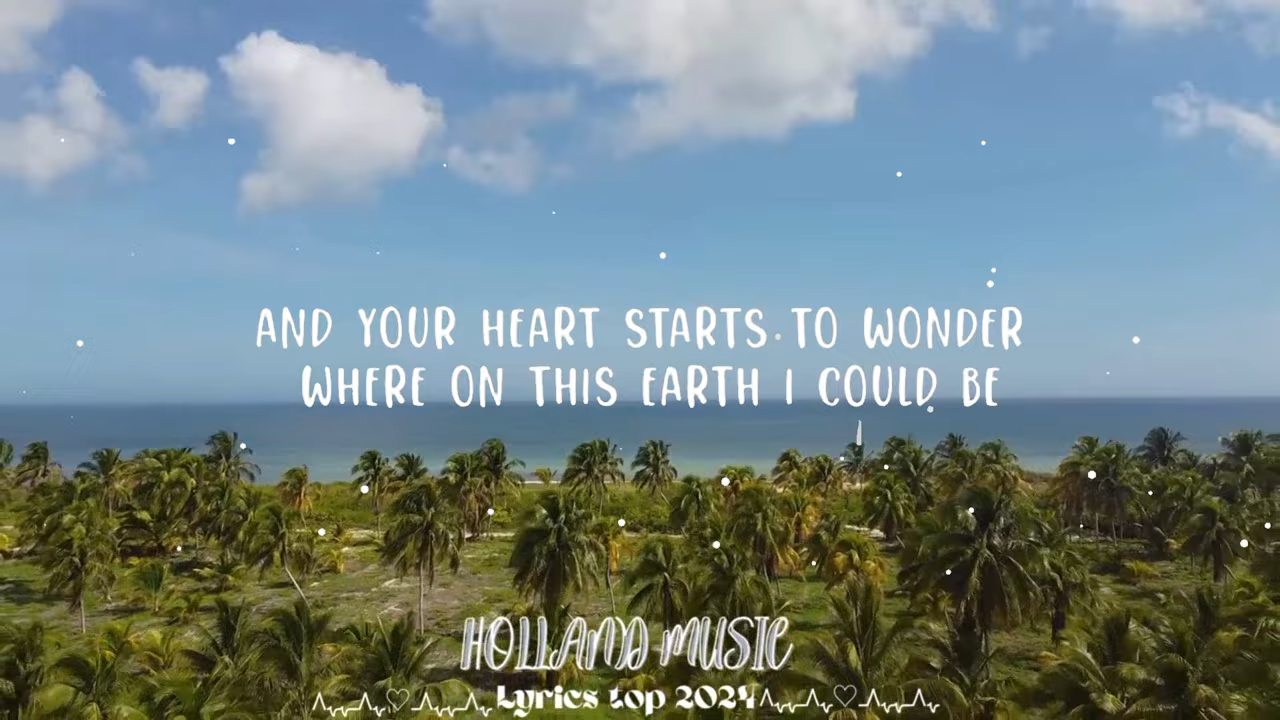 AND YOUR HEART STARTS TO WONDER
WHERE ON THIS EARTH I COULD BE
HOLLAND MUSIC
Lyrics top 2024